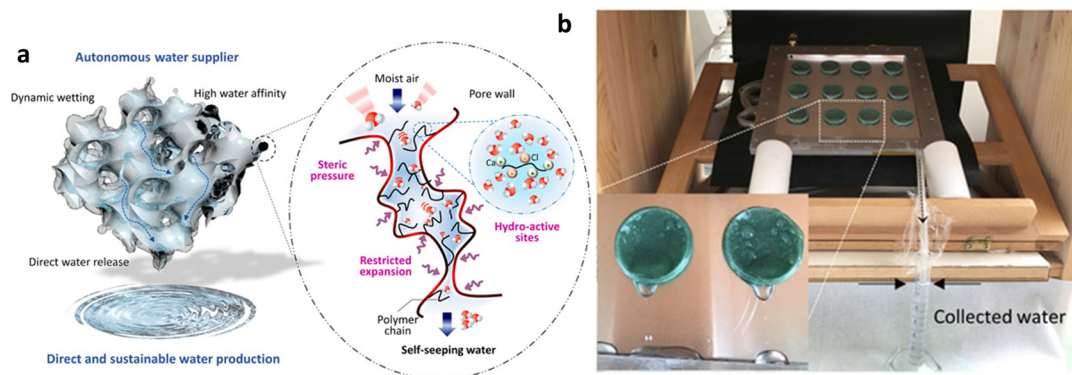 a
Autonomous water supplier
Dynamic wetting
High water affinity
Direct water release
Direct and sustainable water production
Moist air
Pore wall
Steric
pressure
Ca
Cl
Hydro-active
sites
Restricted
expansion
Polymer
chain
Self-seeping water
b
Collected water